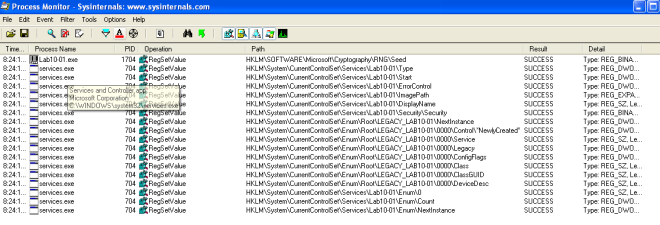 Process Monitor - Sysinternals: www.sysinternals.com
File Edit Event Filter Tools Options Help
Time... Process Name PID Operation Path Result Detail
8:24:1... Lab10-01.exe 1704 RegSetValue HKLM\SOFTWARE\Microsoft\Cryptography\RNG\Seed SUCCESS Type: REG_BINA...
8:24:1... services.exe 704 RegSetValue HKLM\System\CurrentControlSet\Services\Lab10-01\Type SUCCESS Type: REG_DWO...
8:24:1... services.exe 704 RegSetValue HKLM\System\CurrentControlSet\Services\Lab10-01\Start SUCCESS Type: REG_DWO...
8:24:1... 704 RegSetValue HKLM\System\CurrentControlSet\Services\Lab10-01\ErrorControl SUCCESS Type: REG_DWO...
Services and Controller app
8:24:1... 704 RegSetValue HKLM\System\CurrentControlSet\Services\Lab10-01\ImagePath SUCCESS Type: REG_EXPA...
Microsoft Corporation
8:24:1... 704 RegSetValue HKLM\System\CurrentControlSet\Services\Lab10-01\DisplayName SUCCESS Type: REG_SZ, Le...
C:\WINDOWS\system32\services.exe
8:24:1... services.exe 704 RegSetValue HKLM\System\CurrentControlSet\Services\Lab10-01\Security\Security SUCCESS Type: REG_BINA...
8:24:1... services.exe 704 RegSetValue HKLM\System\CurrentControlSet\Enum\Root\LEGACY_LAB10-01\NextInstance SUCCESS Type: REG_DWO...
8:24:1... services.exe 704 RegSetValue HKLM\System\CurrentControlSet\Enum\Root\LEGACY_LAB10-01\0000\Control\*NewlyCreated* SUCCESS Type: REG_DWO...
8:24:1... services.exe 704 RegSetValue HKLM\System\CurrentControlSet\Enum\Root\LEGACY_LAB10-01\0000\Service SUCCESS Type: REG_SZ, Le...
8:24:1... services.exe 704 RegSetValue HKLM\System\CurrentControlSet\Enum\Root\LEGACY_LAB10-01\0000\Legacy SUCCESS Type: REG_DWO...
8:24:1... services.exe 704 RegSetValue HKLM\System\CurrentControlSet\Enum\Root\LEGACY_LAB10-01\0000\ConfigFlags SUCCESS Type: REG_DWO...
8:24:1... services.exe 704 RegSetValue HKLM\System\CurrentControlSet\Enum\Root\LEGACY_LAB10-01\0000\Class SUCCESS Type: REG_SZ, Le...
8:24:1... services.exe 704 RegSetValue HKLM\System\CurrentControlSet\Enum\Root\LEGACY_LAB10-01\0000\ClassGUID SUCCESS Type: REG_SZ, Le...
8:24:1... services.exe 704 RegSetValue HKLM\System\CurrentControlSet\Enum\Root\LEGACY_LAB10-01\0000\DeviceDesc SUCCESS Type: REG_SZ, Le...
8:24:1... services.exe 704 RegSetValue HKLM\System\CurrentControlSet\Services\Lab10-01\Enum\0 SUCCESS Type: REG_SZ, Le...
8:24:1... services.exe 704 RegSetValue HKLM\System\CurrentControlSet\Services\Lab10-01\Enum\Count SUCCESS Type: REG_DWO...
8:24:1... services.exe 704 RegSetValue HKLM\System\CurrentControlSet\Services\Lab10-01\Enum\NextInstance SUCCESS Type: REG_DWO...